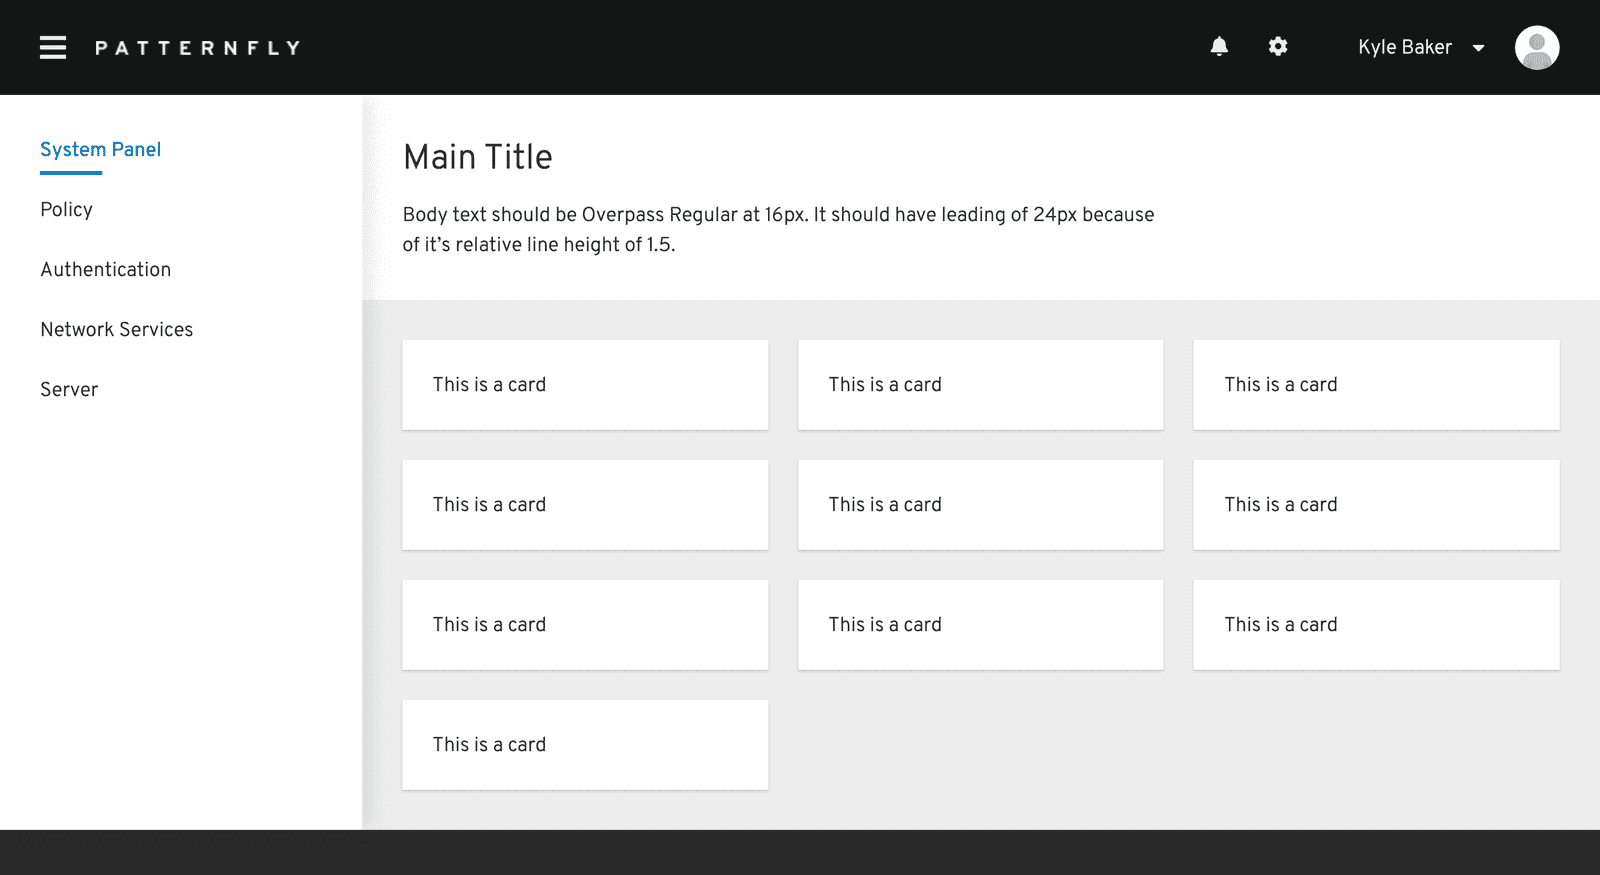 PATTERNFLY
Kyle Baker
System Panel
Policy
Authentication
Network Services
Server
Main Title
Body text should be Overpass Regular at 16px. It should have leading of 24px because
of it’s relative line height of 1.5.
This is a card
This is a card
This is a card
This is a card
This is a card
This is a card
This is a card
This is a card
This is a card
This is a card